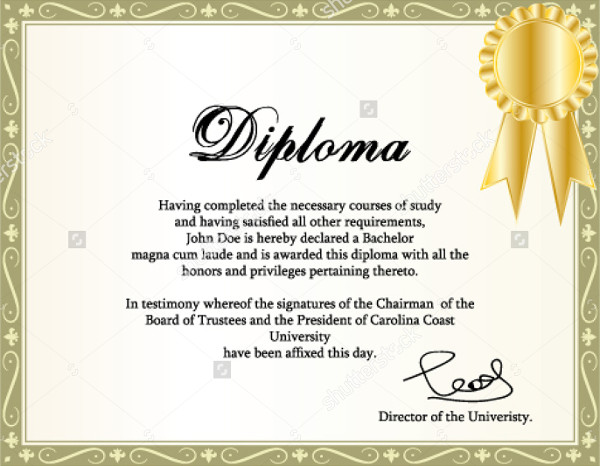 Diploma
Having completed the necessary courses of study
and having satisfied all other requirements,
John Doe is hereby declared a Bachelor
magna cum laude and is awarded this diploma with all the
honors and privileges pertaining thereto.
In testimony whereof the signatures of the Chairman of the
Board of Trustees and the President of Carolina Coast
University
have been affixed this day.
Director of the Univeristy.